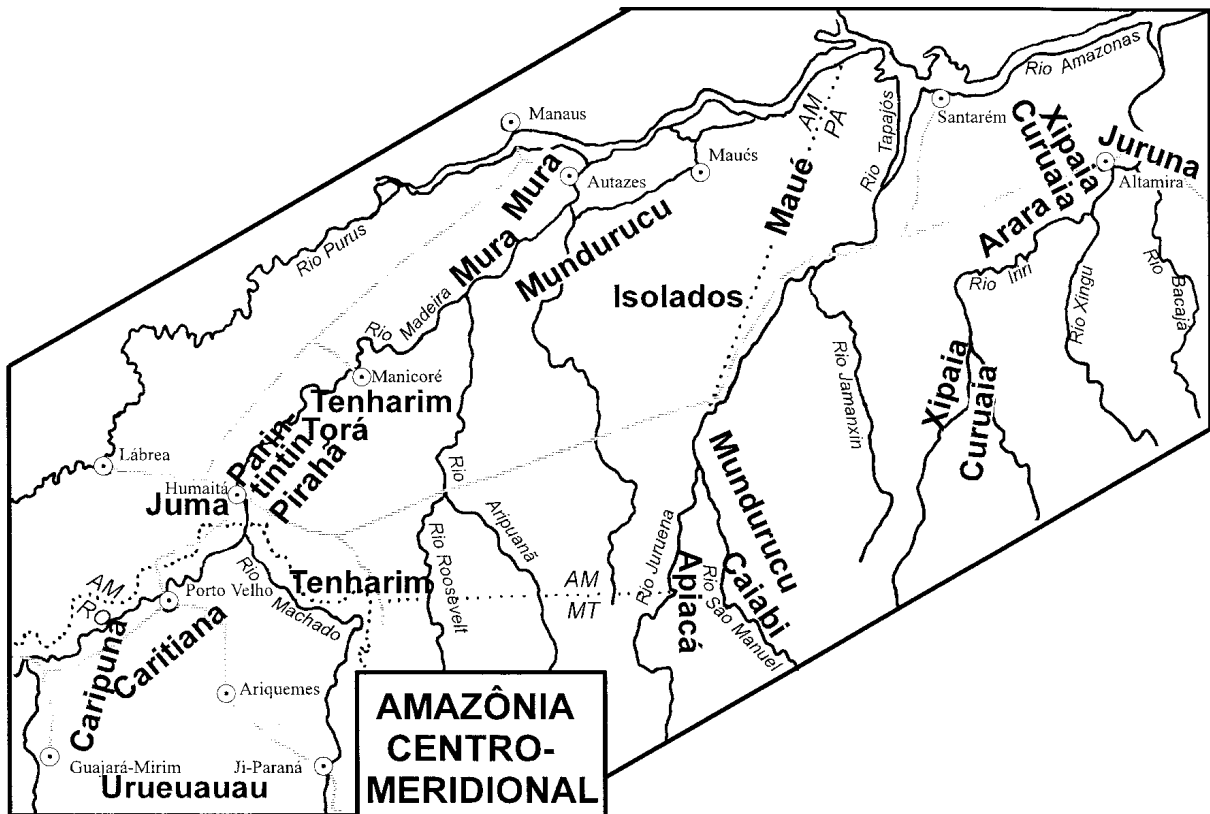 Rio Amazonas
Manaus
AM
PA
Rio Tapajós
Santarém
Xipaia
Curuaia
Juruna
Altamira
Maués
Autazes
Mura
Maué
Rio Purus
Mura
Mundurucu
Arara
Rio Iriri
Rio Xingu
Rio
Bacajá
Isolados
Rio
Madeira
Manicoré
Tenharim
Torá
Parin-
tintin
Pirahã
Rio Jamanxin
Xipaia
Curuaia
Lábrea
Humaitá
Juma
Rio
Aripuanã
Mundurucu
Rio Roosevelt
Rio Juruena
Apiacá
Rio São Manuel
Caiabi
AM
RO
Porto Velho
Rio
Machado
Tenharim
AM
MT
Caripuna
Caritiana
Ariquemes
Guajará-Mirim
Ji-Paraná
Urueuauau
AMAZÔNIA
CENTRO-
MERIDIONAL